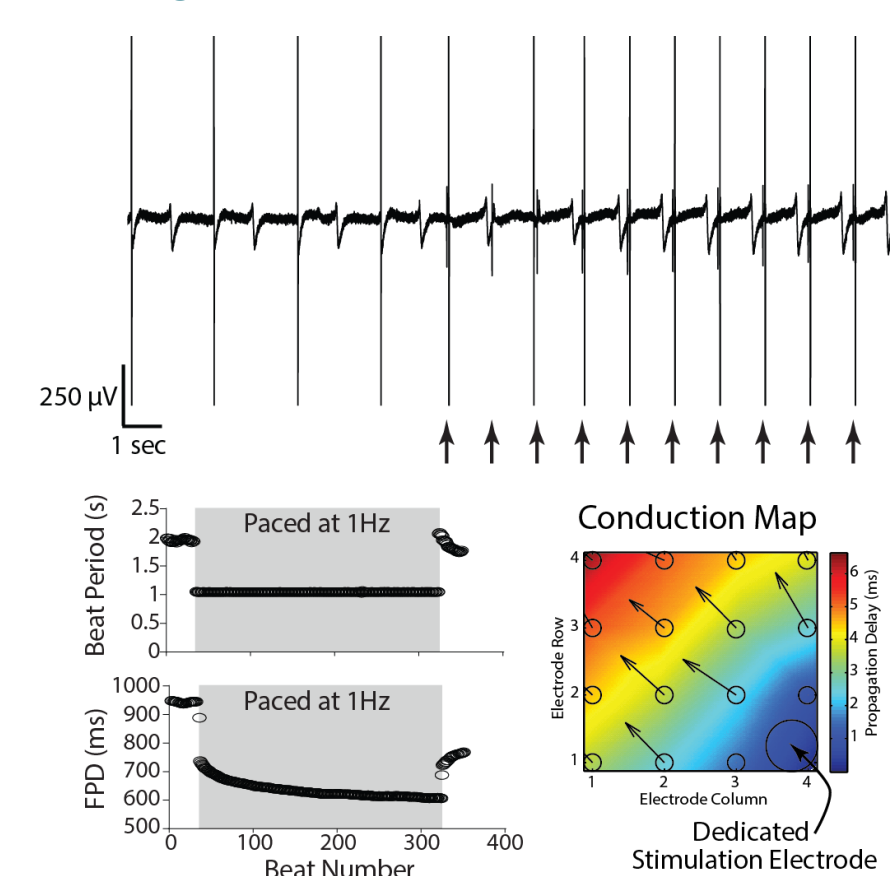 250 µV
1 sec
Beat Period (s)
2.5
2
1.5
1
0.5
0
Paced at 1Hz
FPD (ms)
1000
900
800
700
600
500
Paced at 1Hz
0 100 200 300 400
Beat Number
Conduction Map
Electrode Row
4
3
2
1
1 2 3 4
Electrode Column
6
5
4
3
2
1
Propagation Delay (ms)
Dedicated
Stimulation Electrode